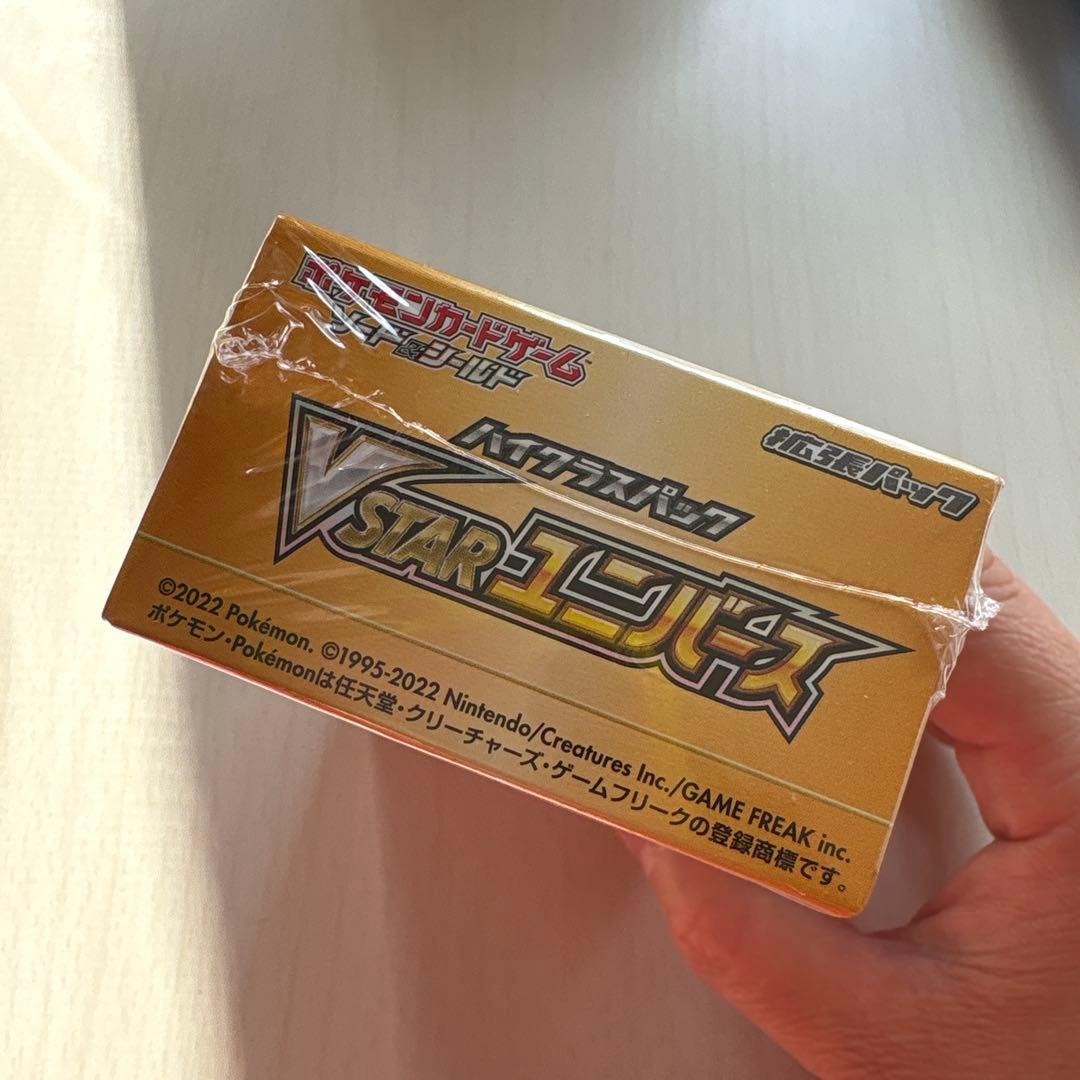 ポケモンカードゲーム
ソード&シールド
拡張パック
ハイクラスパック
VSTARユニバース
©2022 Pokémon. ©1995-2022 Nintendo/Creatures Inc./GAME FREAK inc.
ポケモン・Pokémonは任天堂・クリーチャーズ・ゲームフリークの登録商標です。